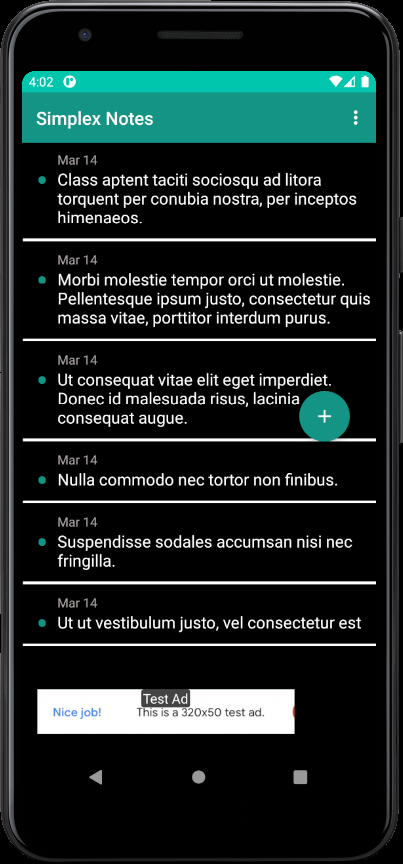 4:02
Simplex Notes
Mar 14
Class aptent taciti sociosqu ad litora
torquent per conubia nostra, per inceptos
himenaeos.
Mar 14
Morbi molestie tempor orci ut molestie.
Pellentesque ipsum justo, consectetur quis
massa vitae, porttitor interdum purus.
Mar 14
Ut consequat vitae elit eget imperdiet.
Donec id malesuada risus, lacinia
consequat augue.
Mar 14
Nulla commodo nec tortor non finibus.
Mar 14
Suspendisse sodales accumsan nisi nec
fringilla.
Mar 14
Ut ut vestibulum justo, vel consectetur est
Test Ad
Nice job! This is a 320x50 test ad.